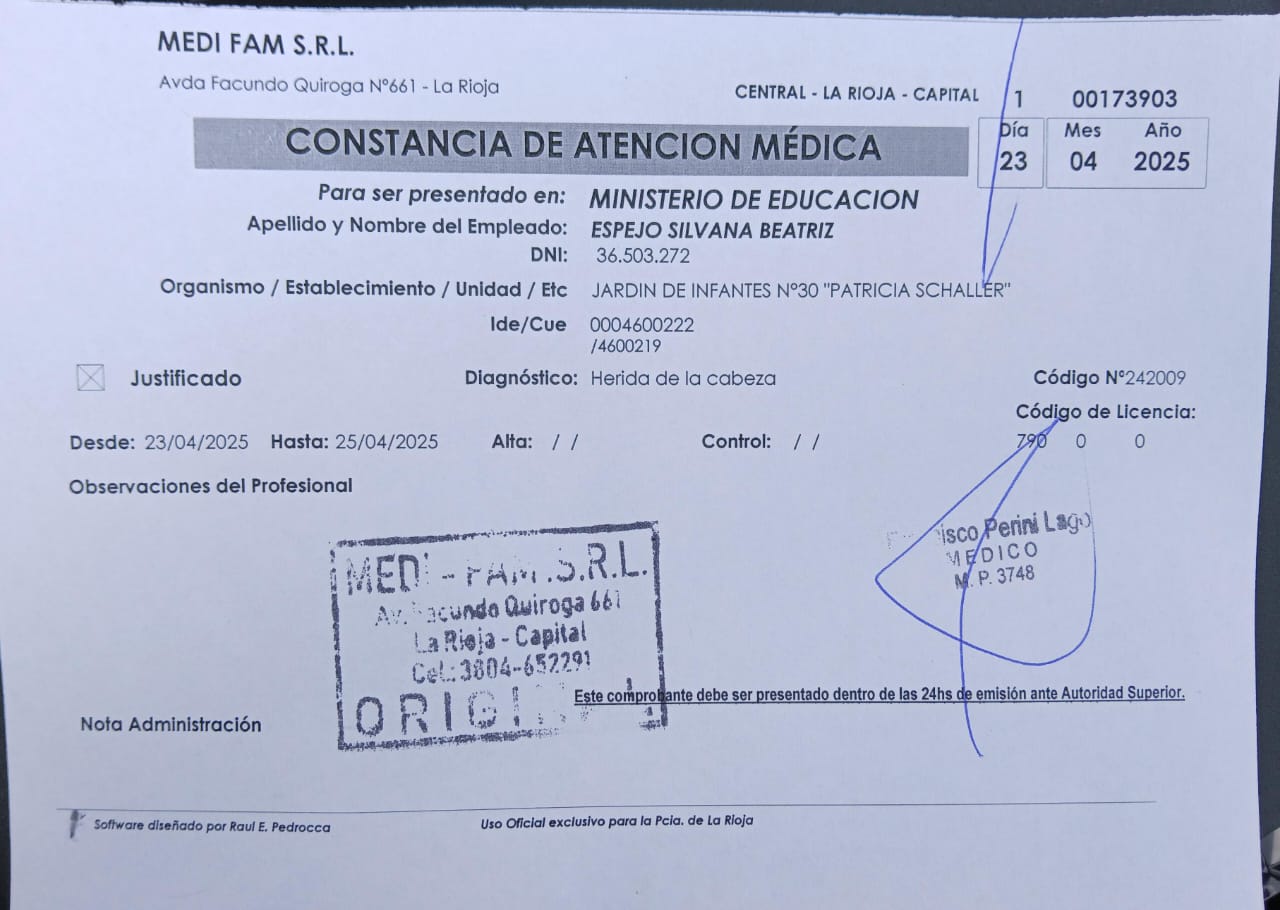 MEDI FAM S.R.L.
Avda Facundo Quiroga Nº661 - La Rioja
CENTRAL - LA RIOJA - CAPITAL 1 00173903
CONSTANCIA DE ATENCION MÉDICA
Día Mes Año
23 04 2025
Para ser presentado en: MINISTERIO DE EDUCACION
Apellido y Nombre del Empleado: ESPEJO SILVANA BEATRIZ
DNI: 36.503.272
Organismo / Establecimiento / Unidad / Etc JARDIN DE INFANTES Nº30 "PATRICIA SCHALLER"
Ide/Cue 0004600222
/4600219
Justificado Diagnóstico: Herida de la cabeza Código Nº242009
Código de Licencia:
Desde: 23/04/2025 Hasta: 25/04/2025 Alta: / / Control: / / 790 0 0
Observaciones del Profesional
Perini Lago
MEDICO
M. P. 3748
MEDI - FAM.S.R.L.
Av. Facundo Quiroga 661
La Rioja - Capital
Cel.: 3804-652291
Este comprobante debe ser presentado dentro de las 24hs de emisión ante Autoridad Superior.
Nota Administración
Software diseñado por Raul E. Pedrocca
Uso Oficial exclusivo para la Pcia. de La Rioja